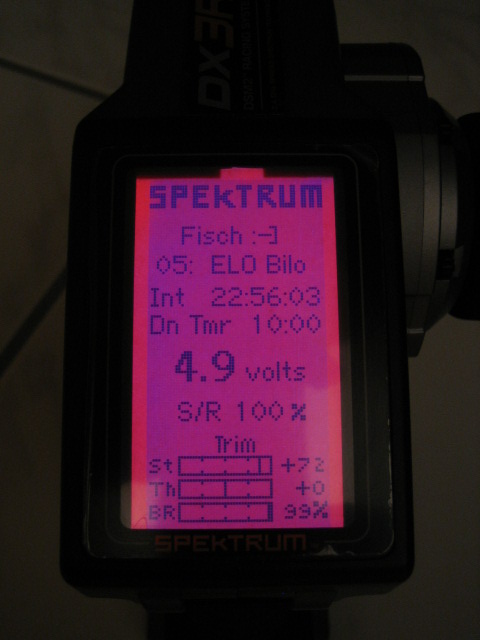 DX3R
SPEKTRUM
Fisch :-]
05: ELO Bilo
Int 22:56:03
Dn Tmr 10:00
4.9 volts
S/R 100%
Trim
St +72
Th +0
BR 99%
SPEKTRUM